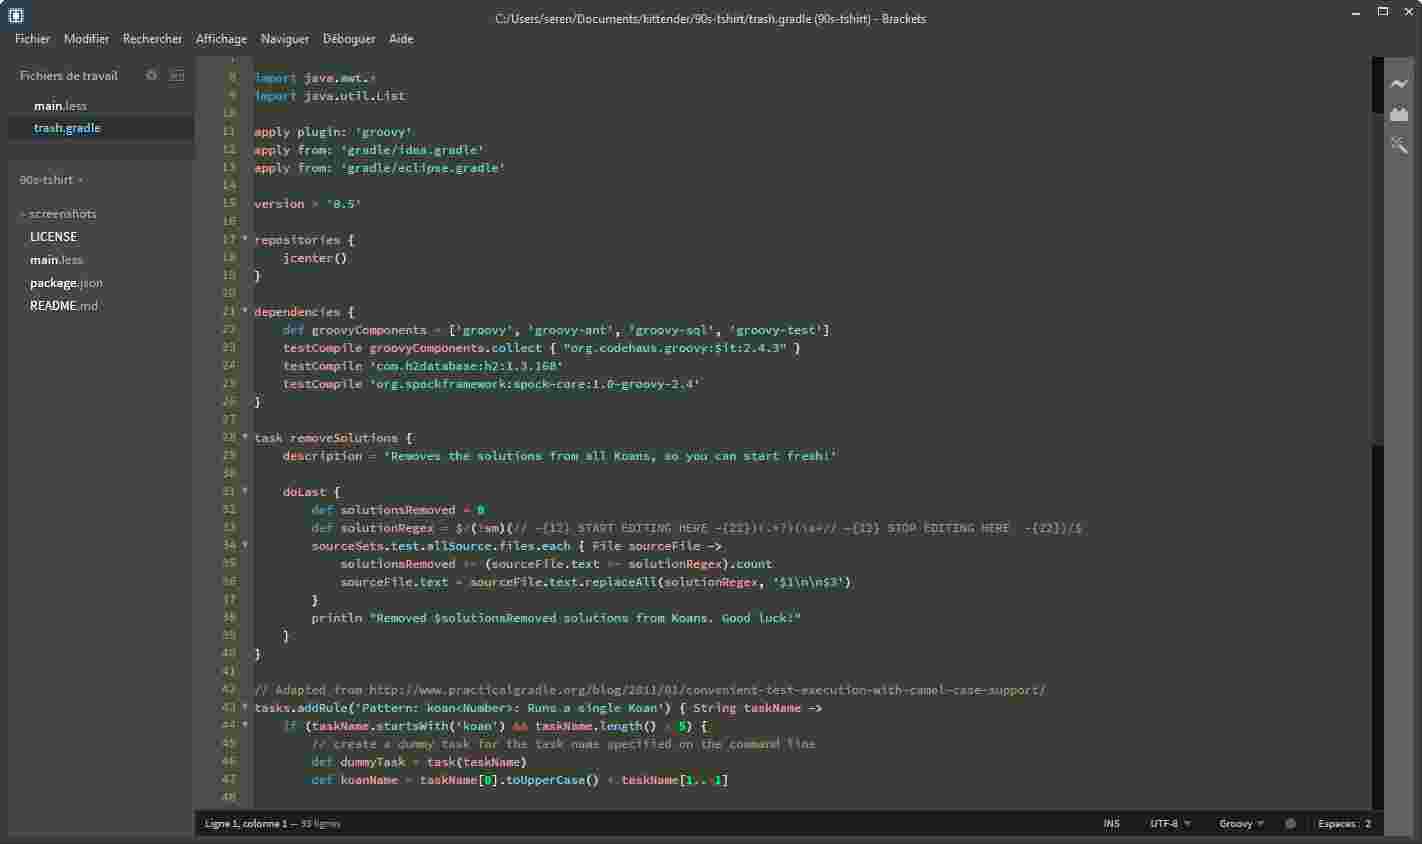 C:/Users/seren/Documents/kittender/90s-tshirt/trash.gradle (90s-tshirt) - Brackets
Fichier Modifier Rechercher Affichage Naviguer Déboguer Aide
Fichiers de travail
main.less
trash.gradle
90s-tshirt
screenshots
LICENSE
main.less
package.json
README.md
7
8 import java.awt.*
9 import java.util.List
10
11 apply plugin: 'groovy'
12 apply from: 'gradle/idea.gradle'
13 apply from: 'gradle/eclipse.gradle'
14
15 version = '0.5'
16
17 repositories {
18 jcenter()
19 }
20
21 dependencies {
22 def groovyComponents = ['groovy', 'groovy-ant', 'groovy-sql', 'groovy-test']
23 testCompile groovyComponents.collect { "org.codehaus.groovy:$it:2.4.3" }
24 testCompile 'com.h2database:h2:1.3.168'
25 testCompile 'org.spockframework:spock-core:1.0-groovy-2.4'
26 }
27
28 task removeSolutions {
29 description = 'Removes the solutions from all Koans, so you can start fresh!'
30
31 doLast {
32 def solutionsRemoved = 0
33 def solutionRegex = START EDITING HERE STOP EDITING HERE
34 sourceSets.test.allSource.files.each { File sourceFile ->
35 solutionsRemoved += (sourceFile.text =~ solutionRegex).count
36 sourceFile.text = sourceFile.text.replaceAll(solutionRegex, '$1\n\n$3')
37 }
38 println "Removed $solutionsRemoved solutions from Koans. Good luck!"
39 }
40 }
41
42 // Adapted from http://www.practicalgradle.org/blog/2011/01/convenient-test-execution-with-camel-case-support/
43 tasks.addRule('Pattern: koan<Number>: Runs a single Koan') { String taskName ->
44 if (taskName.startsWith('koan') && taskName.length() > 5) {
45 // create a dummy task for the task name specified on the command line
46 def dummyTask = task(taskName)
47 def koanName = taskName[0].toUpperCase() + taskName[1..-1]
48
Ligne 1, colonne 1 — 93 lignes INS UTF-8 Groovy Espaces : 2